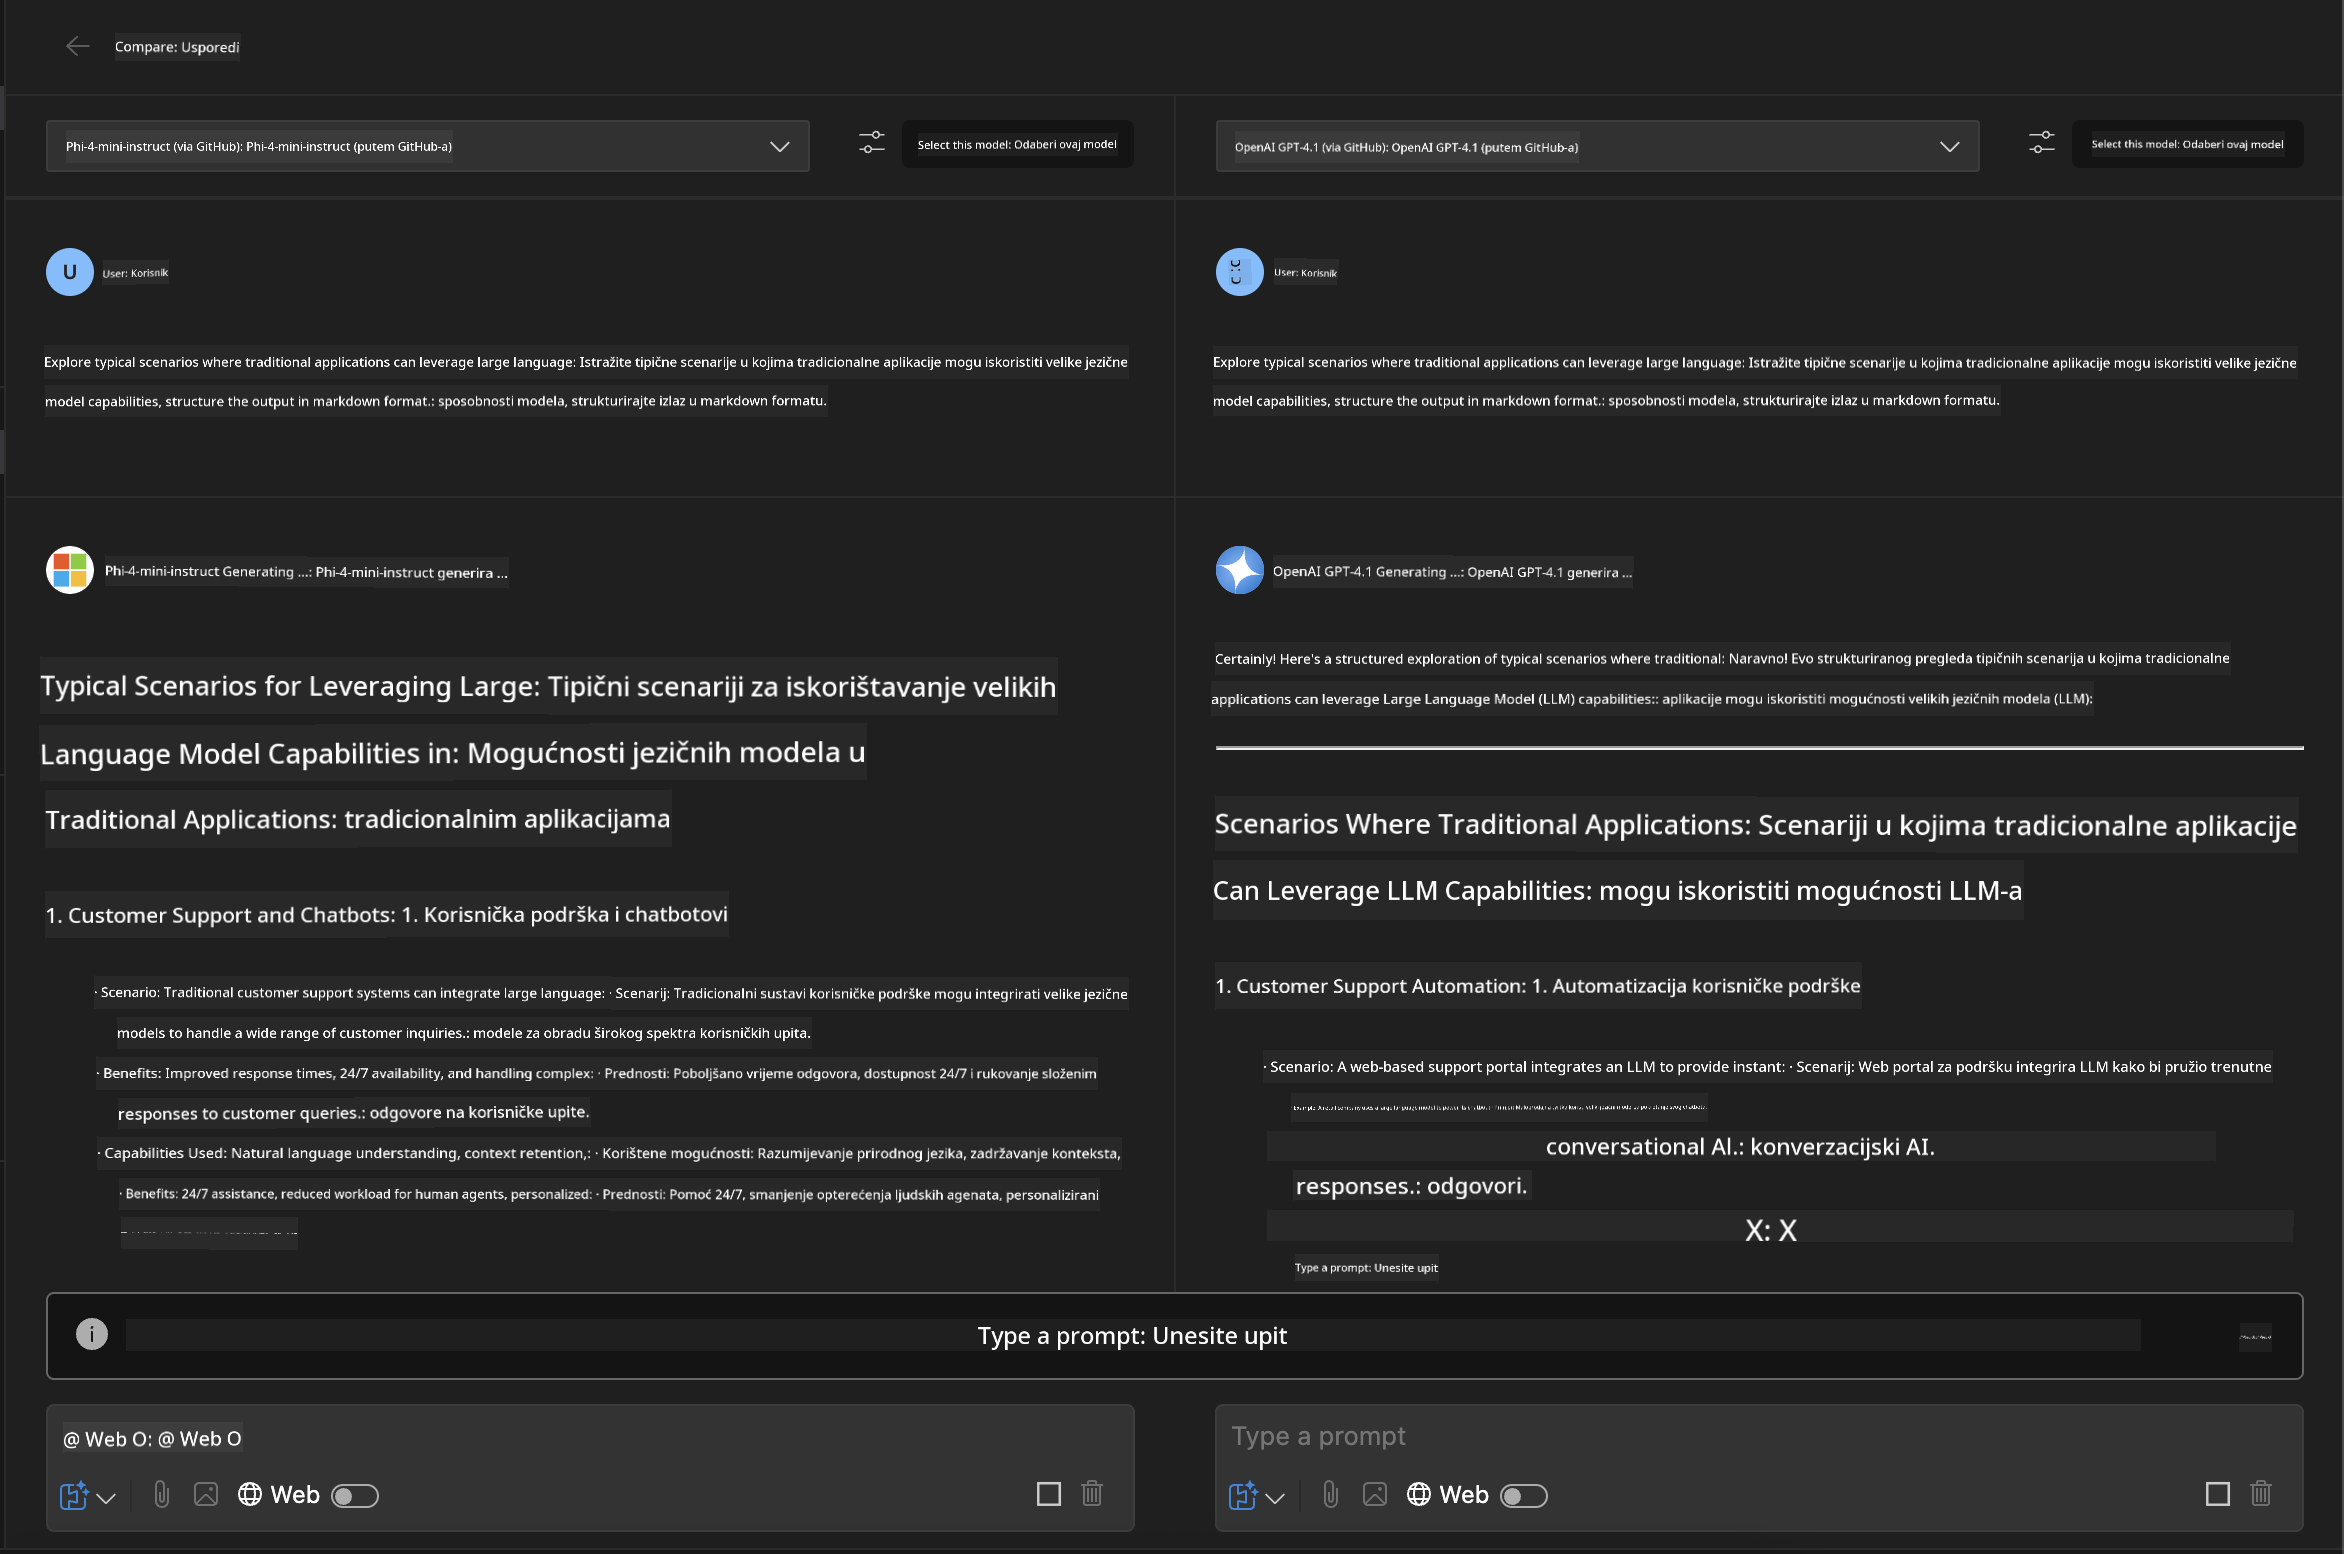 Compare: Usporedi
Phi-4-mini-instruct (via GitHub): Phi-4-mini-instruct (putem GitHub-a)
Select this model: Odaberi ovaj model
OpenAI GPT-4.1 (via GitHub): OpenAI GPT-4.1 (putem GitHub-a)
Select this model: Odaberi ovaj model
U
User: Korisnik
Explore typical scenarios where traditional applications can leverage large language: Istražite tipične scenarije u kojima tradicionalne aplikacije mogu iskoristiti velike jezične
model capabilities, structure the output in markdown format.: sposobnosti modela, strukturirajte izlaz u markdown formatu.
Phi-4-mini-instruct Generating ...: Phi-4-mini-instruct generira ...
Typical Scenarios for Leveraging Large: Tipični scenariji za iskorištavanje velikih
Language Model Capabilities in: Mogućnosti jezičnih modela u
Traditional Applications: tradicionalnim aplikacijama
1. Customer Support and Chatbots: 1. Korisnička podrška i chatbotovi
· Scenario: Traditional customer support systems can integrate large language: · Scenarij: Tradicionalni sustavi korisničke podrške mogu integrirati velike jezične
models to handle a wide range of customer inquiries.: modele za obradu širokog spektra korisničkih upita.
· Benefits: Improved response times, 24/7 availability, and handling complex: · Prednosti: Poboljšano vrijeme odgovora, dostupnost 24/7 i rukovanje složenim
responses to customer queries.: odgovore na korisničke upite.
· Capabilities Used: Natural language understanding, context retention,: · Korištene mogućnosti: Razumijevanje prirodnog jezika, zadržavanje konteksta,
· Benefits: 24/7 assistance, reduced workload for human agents, personalized: · Prednosti: Pomoć 24/7, smanjenje opterećenja ljudskih agenata, personalizirani
C :C
User: Korisnik
Explore typical scenarios where traditional applications can leverage large language: Istražite tipične scenarije u kojima tradicionalne aplikacije mogu iskoristiti velike jezične
model capabilities, structure the output in markdown format.: sposobnosti modela, strukturirajte izlaz u markdown formatu.
OpenAI GPT-4.1 Generating ...: OpenAI GPT-4.1 generira ...
Certainly! Here's a structured exploration of typical scenarios where traditional: Naravno! Evo strukturiranog pregleda tipičnih scenarija u kojima tradicionalne
applications can leverage Large Language Model (LLM) capabilities:: aplikacije mogu iskoristiti mogućnosti velikih jezičnih modela (LLM):
Scenarios Where Traditional Applications: Scenariji u kojima tradicionalne aplikacije
Can Leverage LLM Capabilities: mogu iskoristiti mogućnosti LLM-a
1. Customer Support Automation: 1. Automatizacija korisničke podrške
· Scenario: A web-based support portal integrates an LLM to provide instant: · Scenarij: Web portal za podršku integrira LLM kako bi pružio trenutne
conversational Al.: konverzacijski AI.
responses.: odgovori.
X: X
Type a prompt: Unesite upit
Type a prompt: Unesite upit
@ Web O: @ Web O
Web
Type a prompt
Web